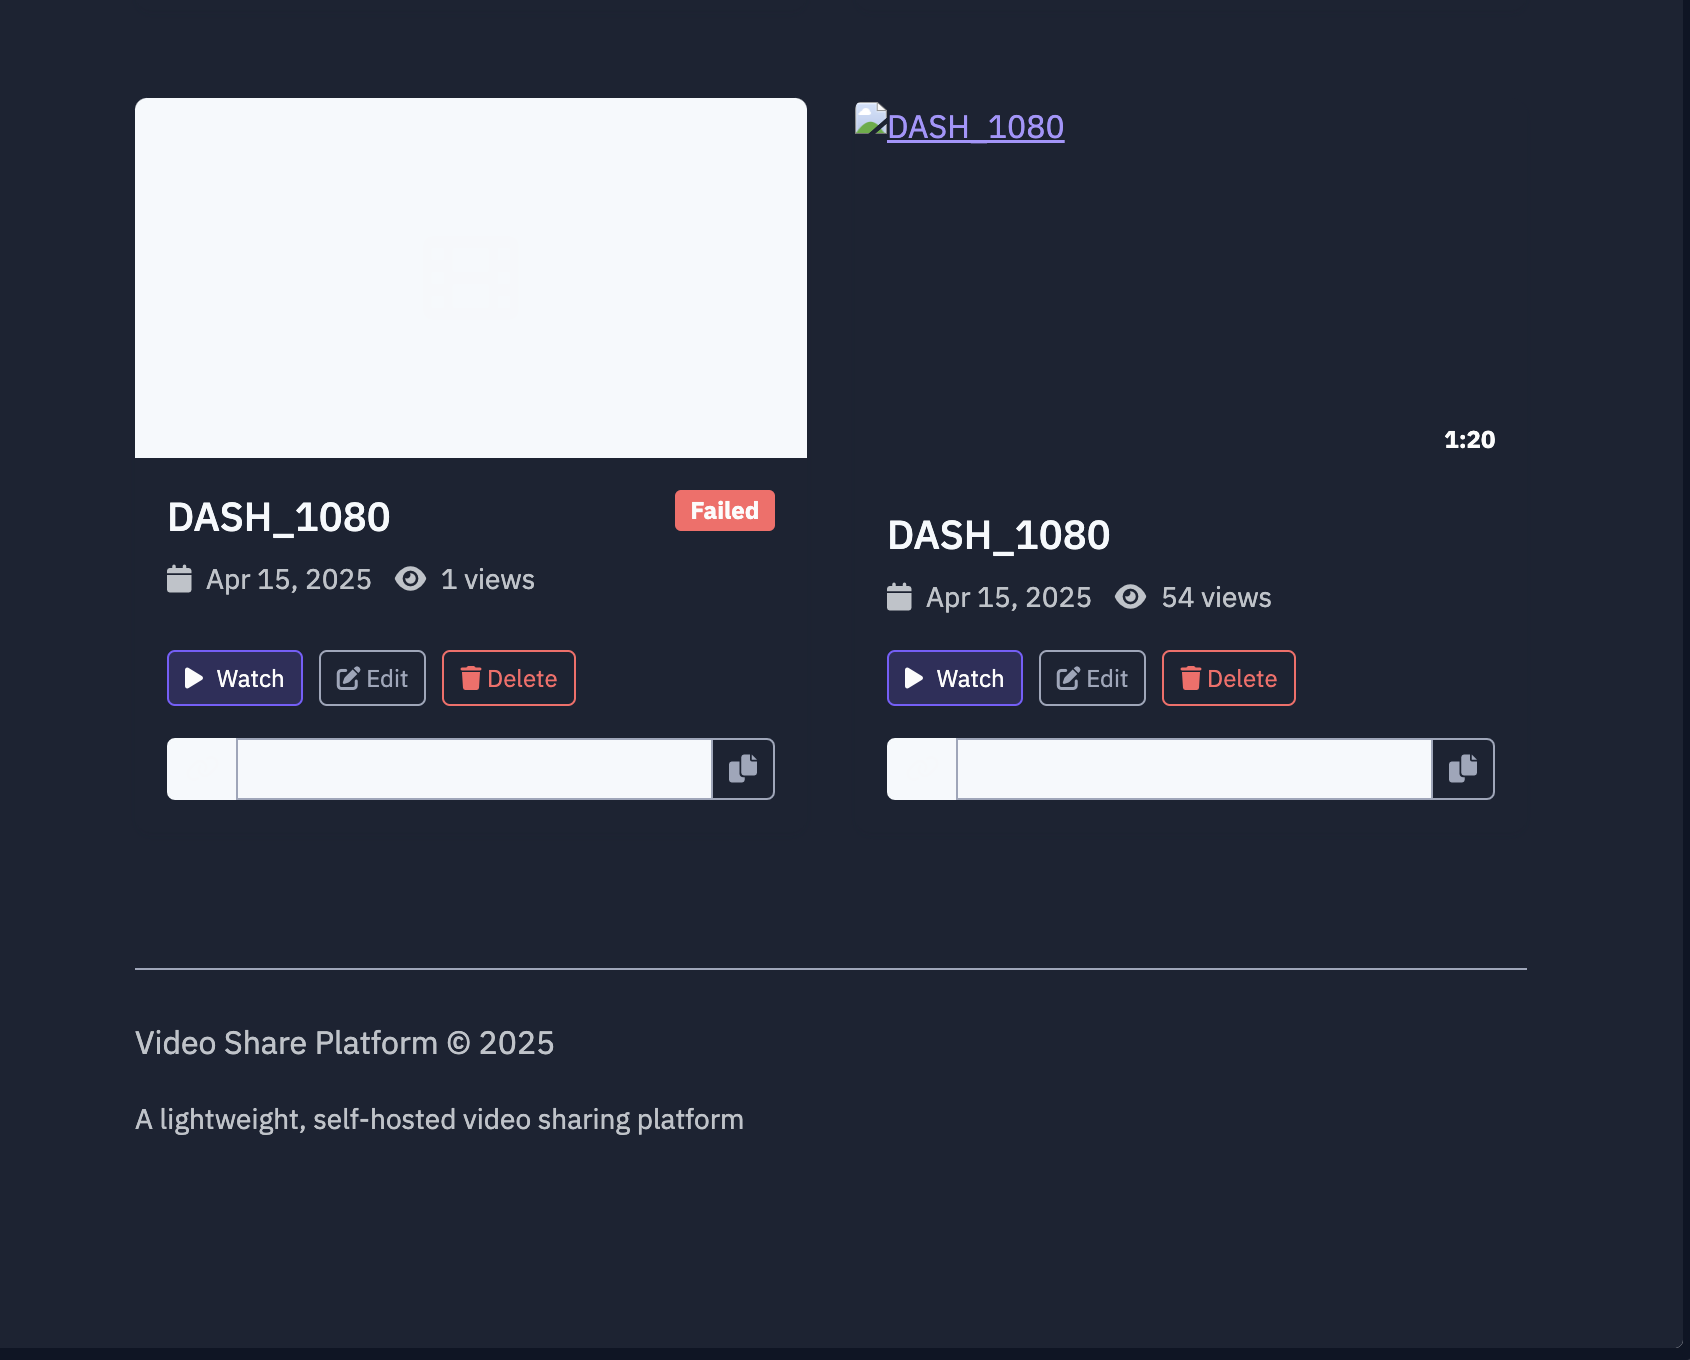 DASH_1080
1:20
DASH_1080
Failed
Apr 15, 2025 1 views
Watch Edit Delete
DASH_1080
Apr 15, 2025 54 views
Watch Edit Delete
Video Share Platform © 2025
A lightweight, self-hosted video sharing platform